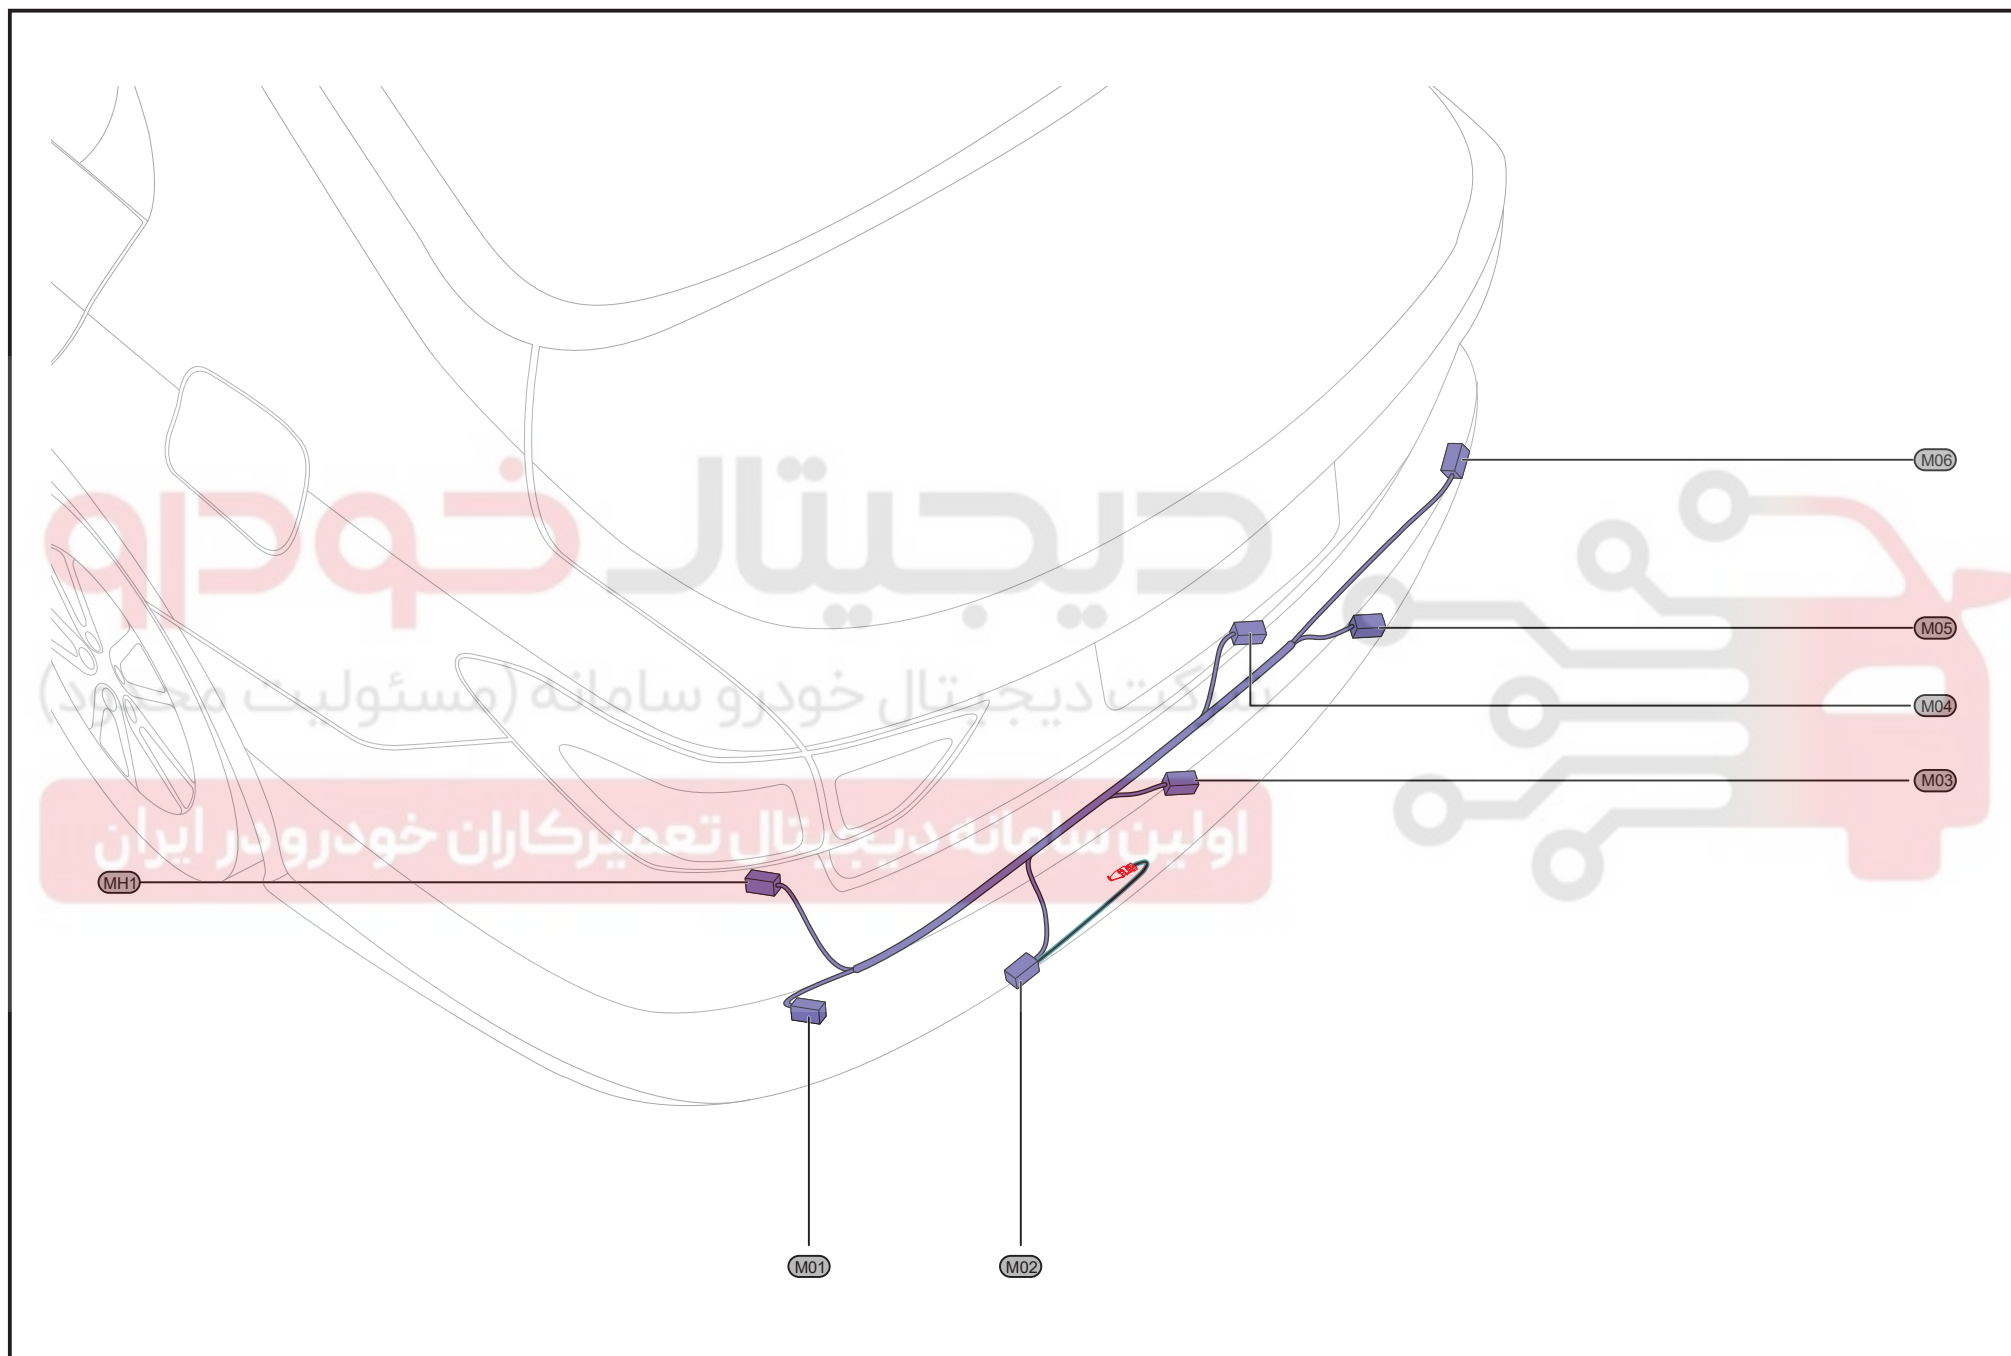 M06
دیجیتال خودرو
M05
شرکت دیجیتال خودرو سامانه (مسئولیت محدود)
M04
M03
اولین سامانه دیجیتال تعمیرکاران خودرو در ایران
MH1
M01
M02